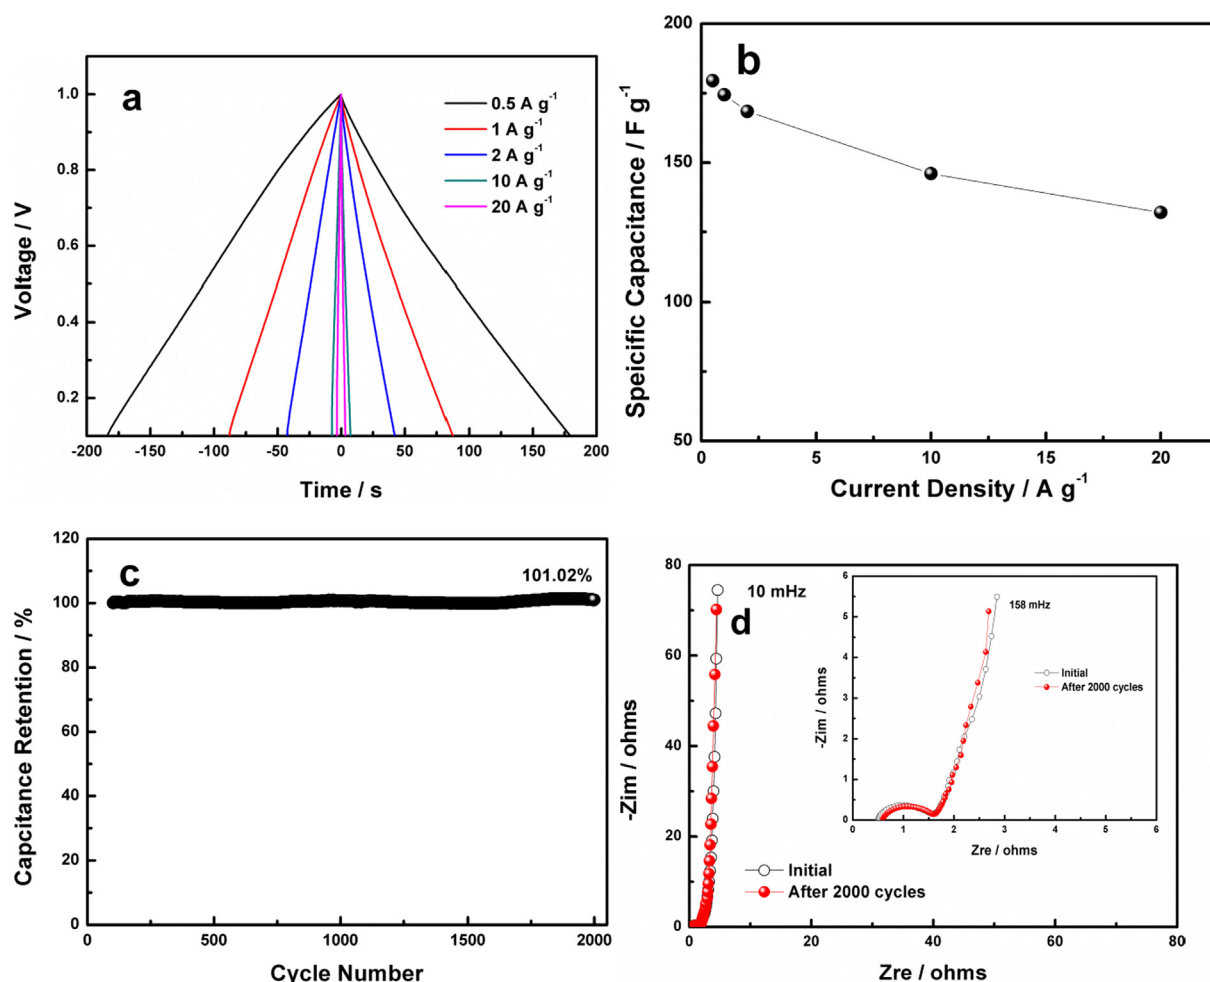 a
0.5 A g⁻¹
1 A g⁻¹
2 A g⁻¹
10 A g⁻¹
20 A g⁻¹
1.0
0.8
0.6
0.4
0.2
Voltage / V
-200 -150 -100 -50 0 50 100 150 200
Time / s
b
200
150
100
50
Speicific Capacitance / F g⁻¹
0 5 10 15 20
Current Density / A g⁻¹
c
101.02%
120
100
80
60
40
20
0
Capcitance Retention / %
0 500 1000 1500 2000
Cycle Number
d
10 mHz
80
60
40
20
0
-Zim / ohms
Initial
After 2000 cycles
0 20 40 60 80
Zre / ohms
158 mHz
6
5
4
3
2
1
0
-Zim / ohms
Initial
After 2000 cycles
0 1 2 3 4 5 6
Zre / ohms